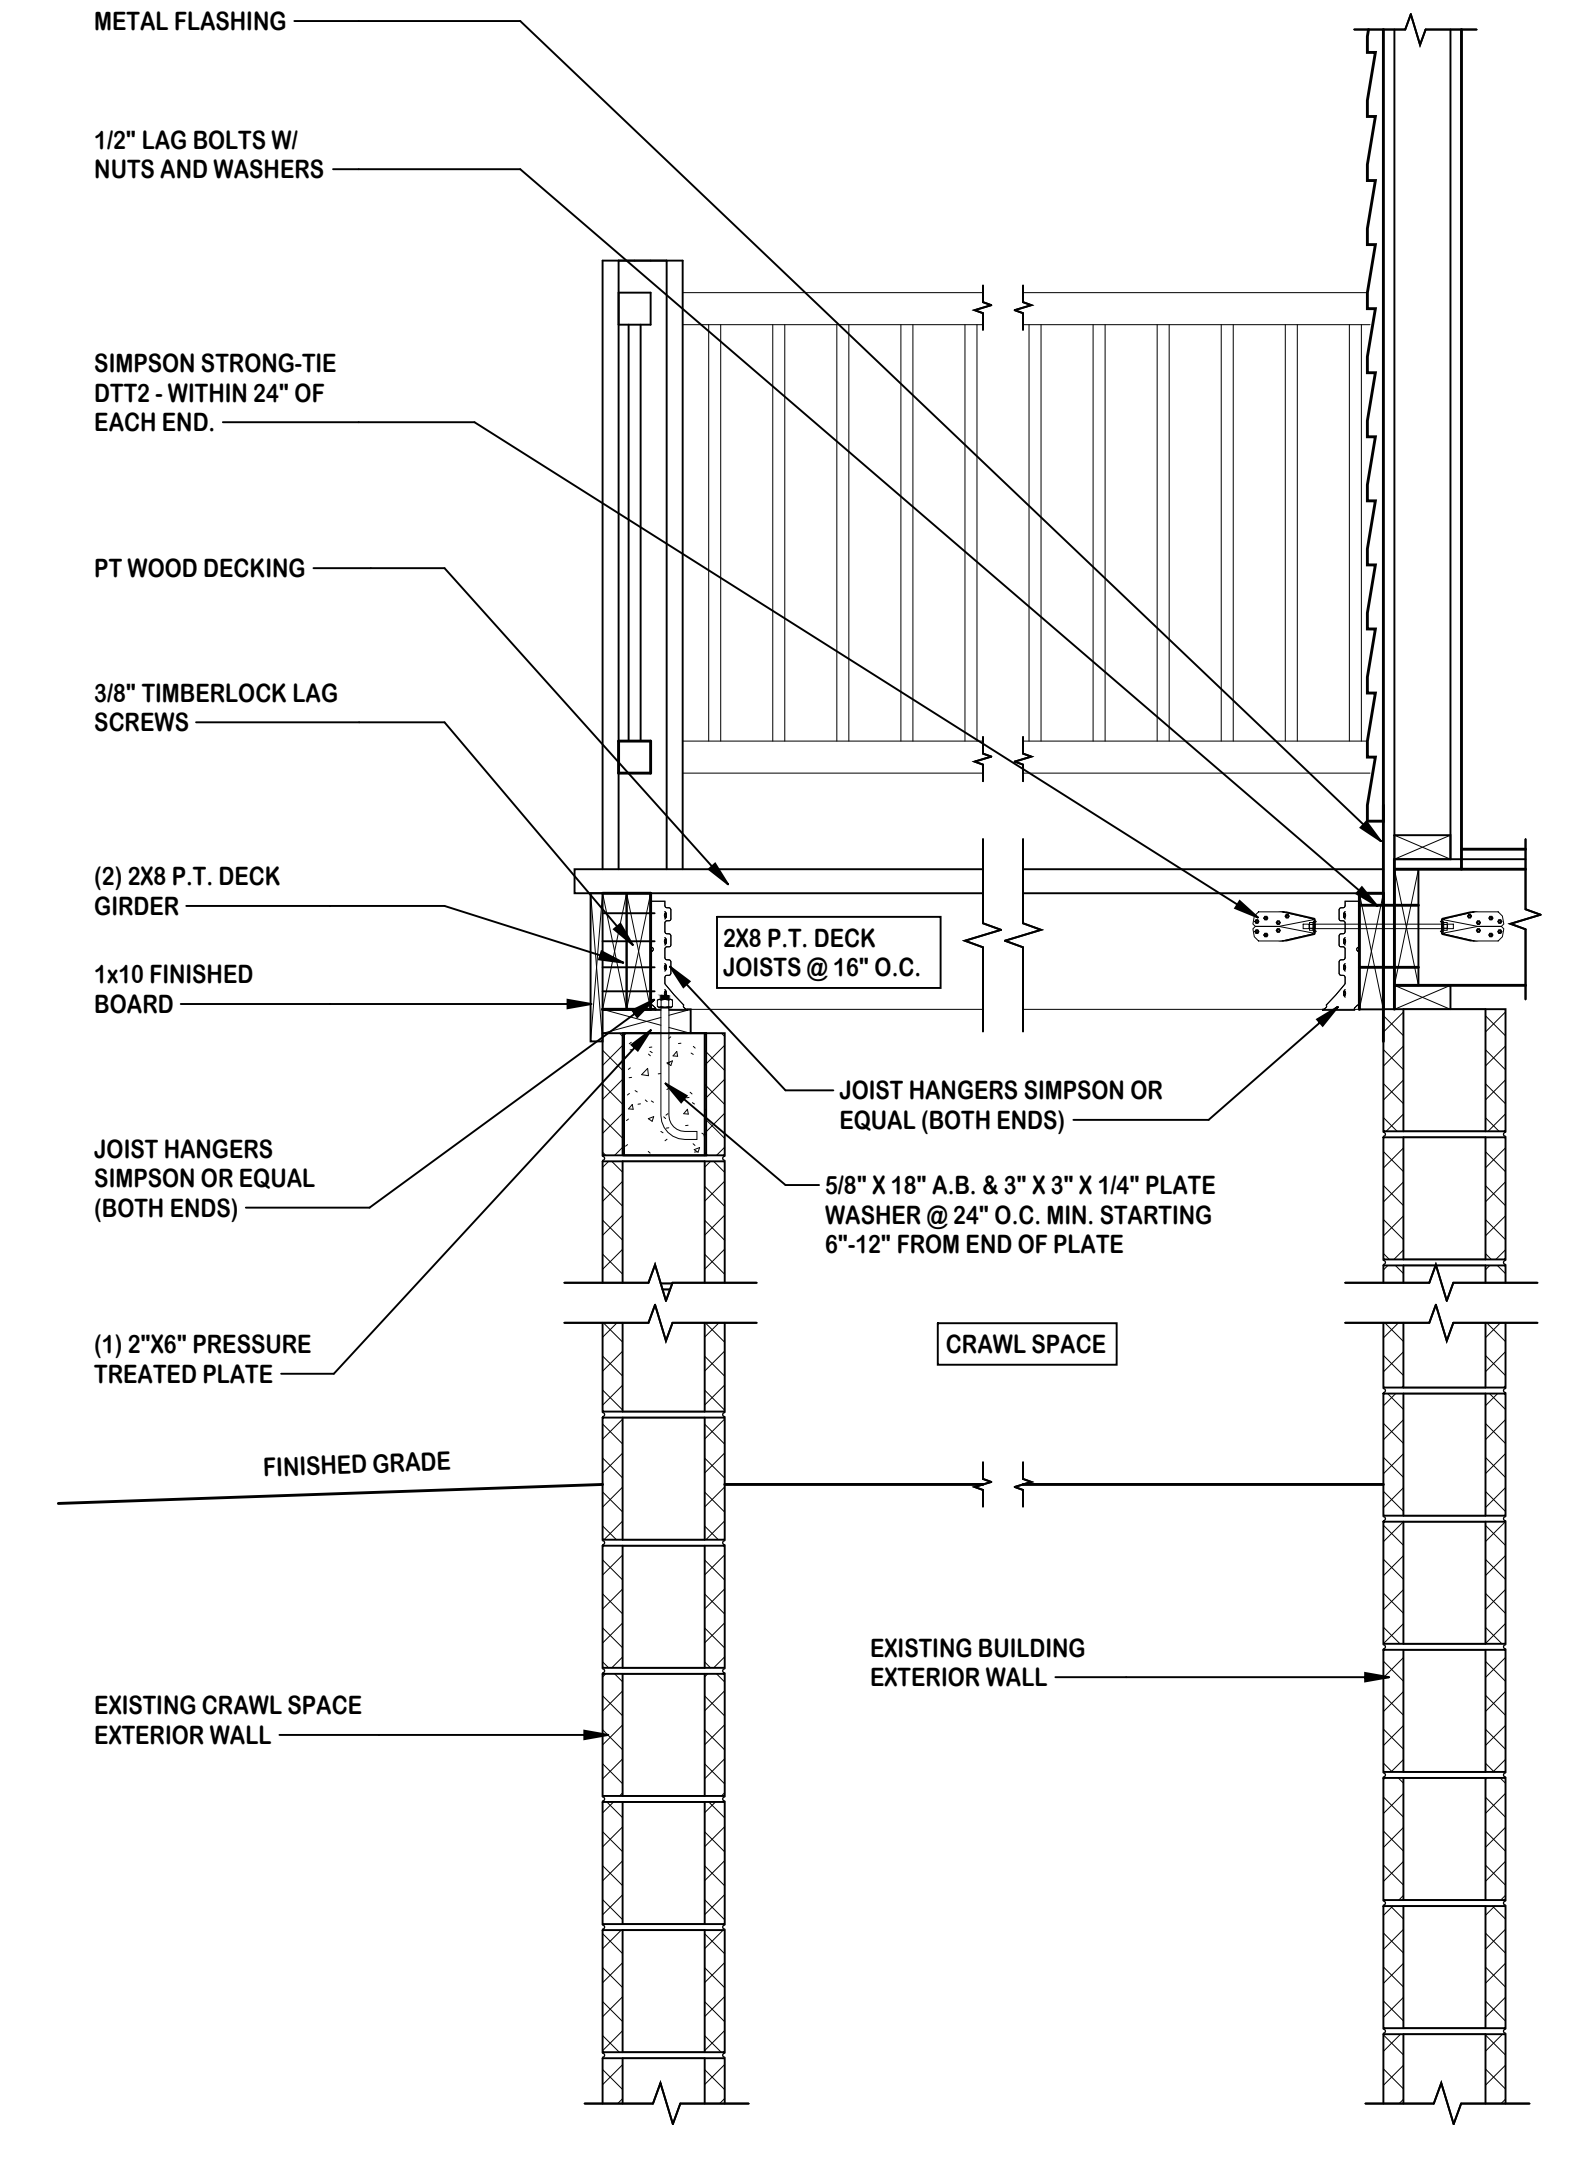 METAL FLASHING
1/2" LAG BOLTS W/
NUTS AND WASHERS
SIMPSON STRONG-TIE
DTT2 - WITHIN 24" OF
EACH END.
PT WOOD DECKING
3/8" TIMBERLOCK LAG
SCREWS
(2) 2X8 P.T. DECK
GIRDER
1x10 FINISHED
BOARD
2X8 P.T. DECK
JOISTS @ 16" O.C.
JOIST HANGERS SIMPSON OR
EQUAL (BOTH ENDS)
JOIST HANGERS
SIMPSON OR EQUAL
(BOTH ENDS)
5/8" X 18" A.B. & 3" X 3" X 1/4" PLATE
WASHER @ 24" O.C. MIN. STARTING
6"-12" FROM END OF PLATE
(1) 2"X6" PRESSURE
TREATED PLATE
CRAWL SPACE
FINISHED GRADE
EXISTING BUILDING
EXTERIOR WALL
EXISTING CRAWL SPACE
EXTERIOR WALL